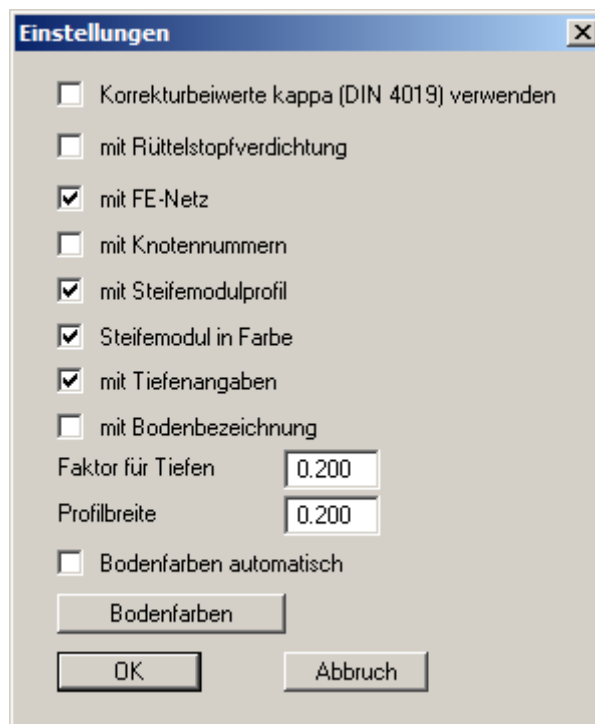 Einstellungen
Korrekturbeiwerte kappa (DIN 4019) verwenden
mit Rüttelstopfverdichtung
mit FE-Netz
mit Knotennummern
mit Steifemodulprofil
Steifemodul in Farbe
mit Tiefenangaben
mit Bodenbezeichnung
Faktor für Tiefen 0.200
Profilbreite 0.200
Bodenfarben automatisch
Bodenfarben
OK Abbruch